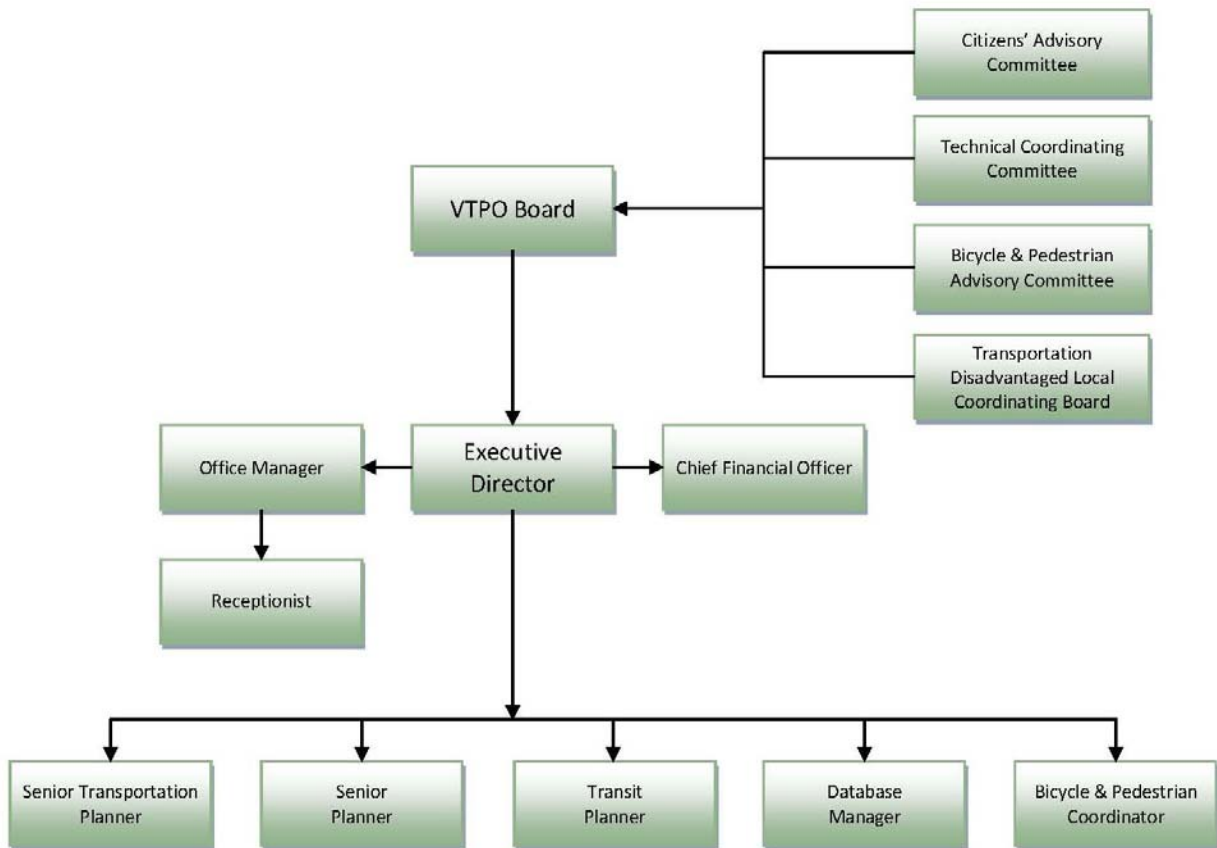 Citizens' Advisory
Committee
Technical Coordinating
Committee
VTPO Board
Bicycle & Pedestrian
Advisory Committee
Transportation
Disadvantaged Local
Coordinating Board
Office Manager
Executive
Director
Chief Financial Officer
Receptionist
Senior Transportation
Planner
Senior
Planner
Transit
Planner
Database
Manager
Bicycle & Pedestrian
Coordinator